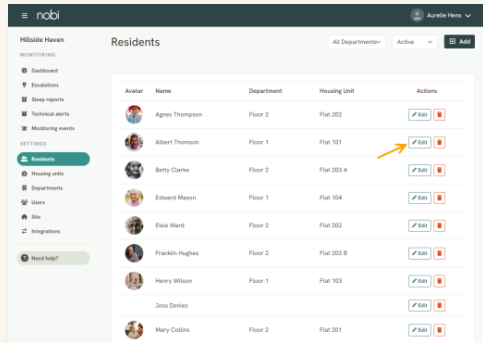 nobi
Aurelie Hens
Hillside Haven
MONITORING
Dashboard
Escalations
Sleep reports
Technical alerts
Monitoring events
SETTINGS
Residents
Housing units
Departments
Users
Site
Integrations
Need help?
Residents
All Departments
Active
Add
Avatar Name Department Housing Unit Actions
Agnes Thompson Floor 2 Flat 202 Edit
Albert Thomson Floor 1 Flat 101 Edit
Betty Clarke Floor 2 Flat 203 A Edit
Edward Mason Floor 1 Flat 104 Edit
Elsie Ward Floor 2 Flat 202 Edit
Franklin Hughes Floor 2 Flat 203 B Edit
Henry Wilson Floor 1 Flat 103 Edit
Joss Denies Edit
Mary Collins Floor 2 Flat 201 Edit